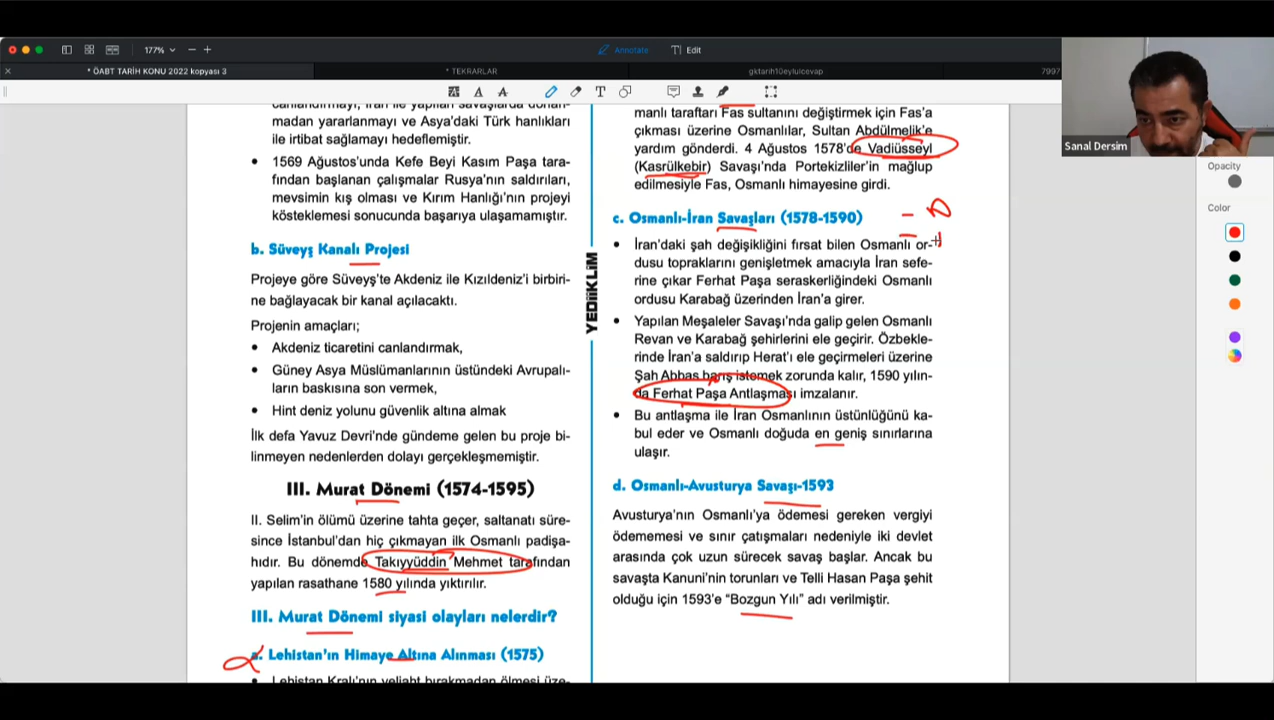 177%
Annotate
Edit
* ÖABT TARİH KONU 2022 kopyası 3
* TEKRARLAR
gktarih10eylulcevap
7997
Sanal Dersim
Opacity
Color
canlandırmayı, İran ile yapılan savaşlarda donan-
madan yararlanmayı ve Asya'daki Türk hanlıkları
ile irtibat sağlamayı hedeflemiştir.
• 1569 Ağustos'unda Kefe Beyi Kasım Paşa tara-
fından başlanan çalışmalar Rusya'nın saldırıları,
mevsimin kış olması ve Kırım Hanlığı'nın projeyi
kösteklemesi sonucunda başarıya ulaşamamıştır.
b. Süveyş Kanalı Projesi
Projeye göre Süveyş'te Akdeniz ile Kızıldeniz'i birbiri-
ne bağlayacak bir kanal açılacaktı.
Projenin amaçları;
• Akdeniz ticaretini canlandırmak,
• Güney Asya Müslümanlarının üstündeki Avrupalı-
ların baskısına son vermek,
• Hint deniz yolunu güvenlik altına almak
İlk defa Yavuz Devri'nde gündeme gelen bu proje bi-
linmeyen nedenlerden dolayı gerçekleşmemiştir.
III. Murat Dönemi (1574-1595)
II. Selim'in ölümü üzerine tahta geçer, saltanatı süre-
since İstanbul'dan hiç çıkmayan ilk Osmanlı padişa-
hıdır. Bu dönemde Takıyyüddin Mehmet tarafından
yapılan rasathane 1580 yılında yıktırılır.
III. Murat Dönemi siyasi olayları nelerdir?
a. Lehistan'ın Himaye Altına Alınması (1575)
• Lehistan Kralı'nın veliaht bırakmadan ölmesi üze-
YEDİİKLİM
manlı taraftarı Fas sultanını değiştirmek için Fas'a
çıkması üzerine Osmanlılar, Sultan Abdülmelik'e
yardım gönderdi. 4 Ağustos 1578'de Vadiüsseyl
(Kasrülkebir) Savaşı'nda Portekizliler'in mağlup
edilmesiyle Fas, Osmanlı himayesine girdi.
c. Osmanlı-İran Savaşları (1578-1590)
• İran'daki şah değişikliğini fırsat bilen Osmanlı or-
dusu topraklarını genişletmek amacıyla İran sefe-
rine çıkar Ferhat Paşa seraskerliğindeki Osmanlı
ordusu Karabağ üzerinden İran'a girer.
• Yapılan Meşaleler Savaşı'nda galip gelen Osmanlı
Revan ve Karabağ şehirlerini ele geçirir. Özbekle-
rinde İran'a saldırıp Herat'ı ele geçirmeleri üzerine
Şah Abbas barış istemek zorunda kalır, 1590 yılın-
da Ferhat Paşa Antlaşması imzalanır.
• Bu antlaşma ile İran Osmanlının üstünlüğünü ka-
bul eder ve Osmanlı doğuda en geniş sınırlarına
ulaşır.
d. Osmanlı-Avusturya Savaşı-1593
Avusturya'nın Osmanlı'ya ödemesi gereken vergiyi
ödememesi ve sınır çatışmaları nedeniyle iki devlet
arasında çok uzun sürecek savaş başlar. Ancak bu
savaşta Kanuni'nin torunları ve Telli Hasan Paşa şehit
olduğu için 1593'e "Bozgun Yılı" adı verilmiştir.